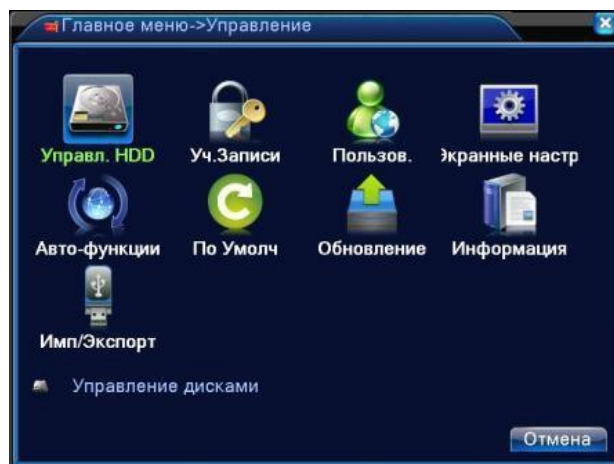 Главное меню->Управление
Управл. HDD Уч.Записи Пользов. Экранные настр
Авто-функции По Умолч Обновление Информация
Имп/Экспорт
Управление дисками
Отмена